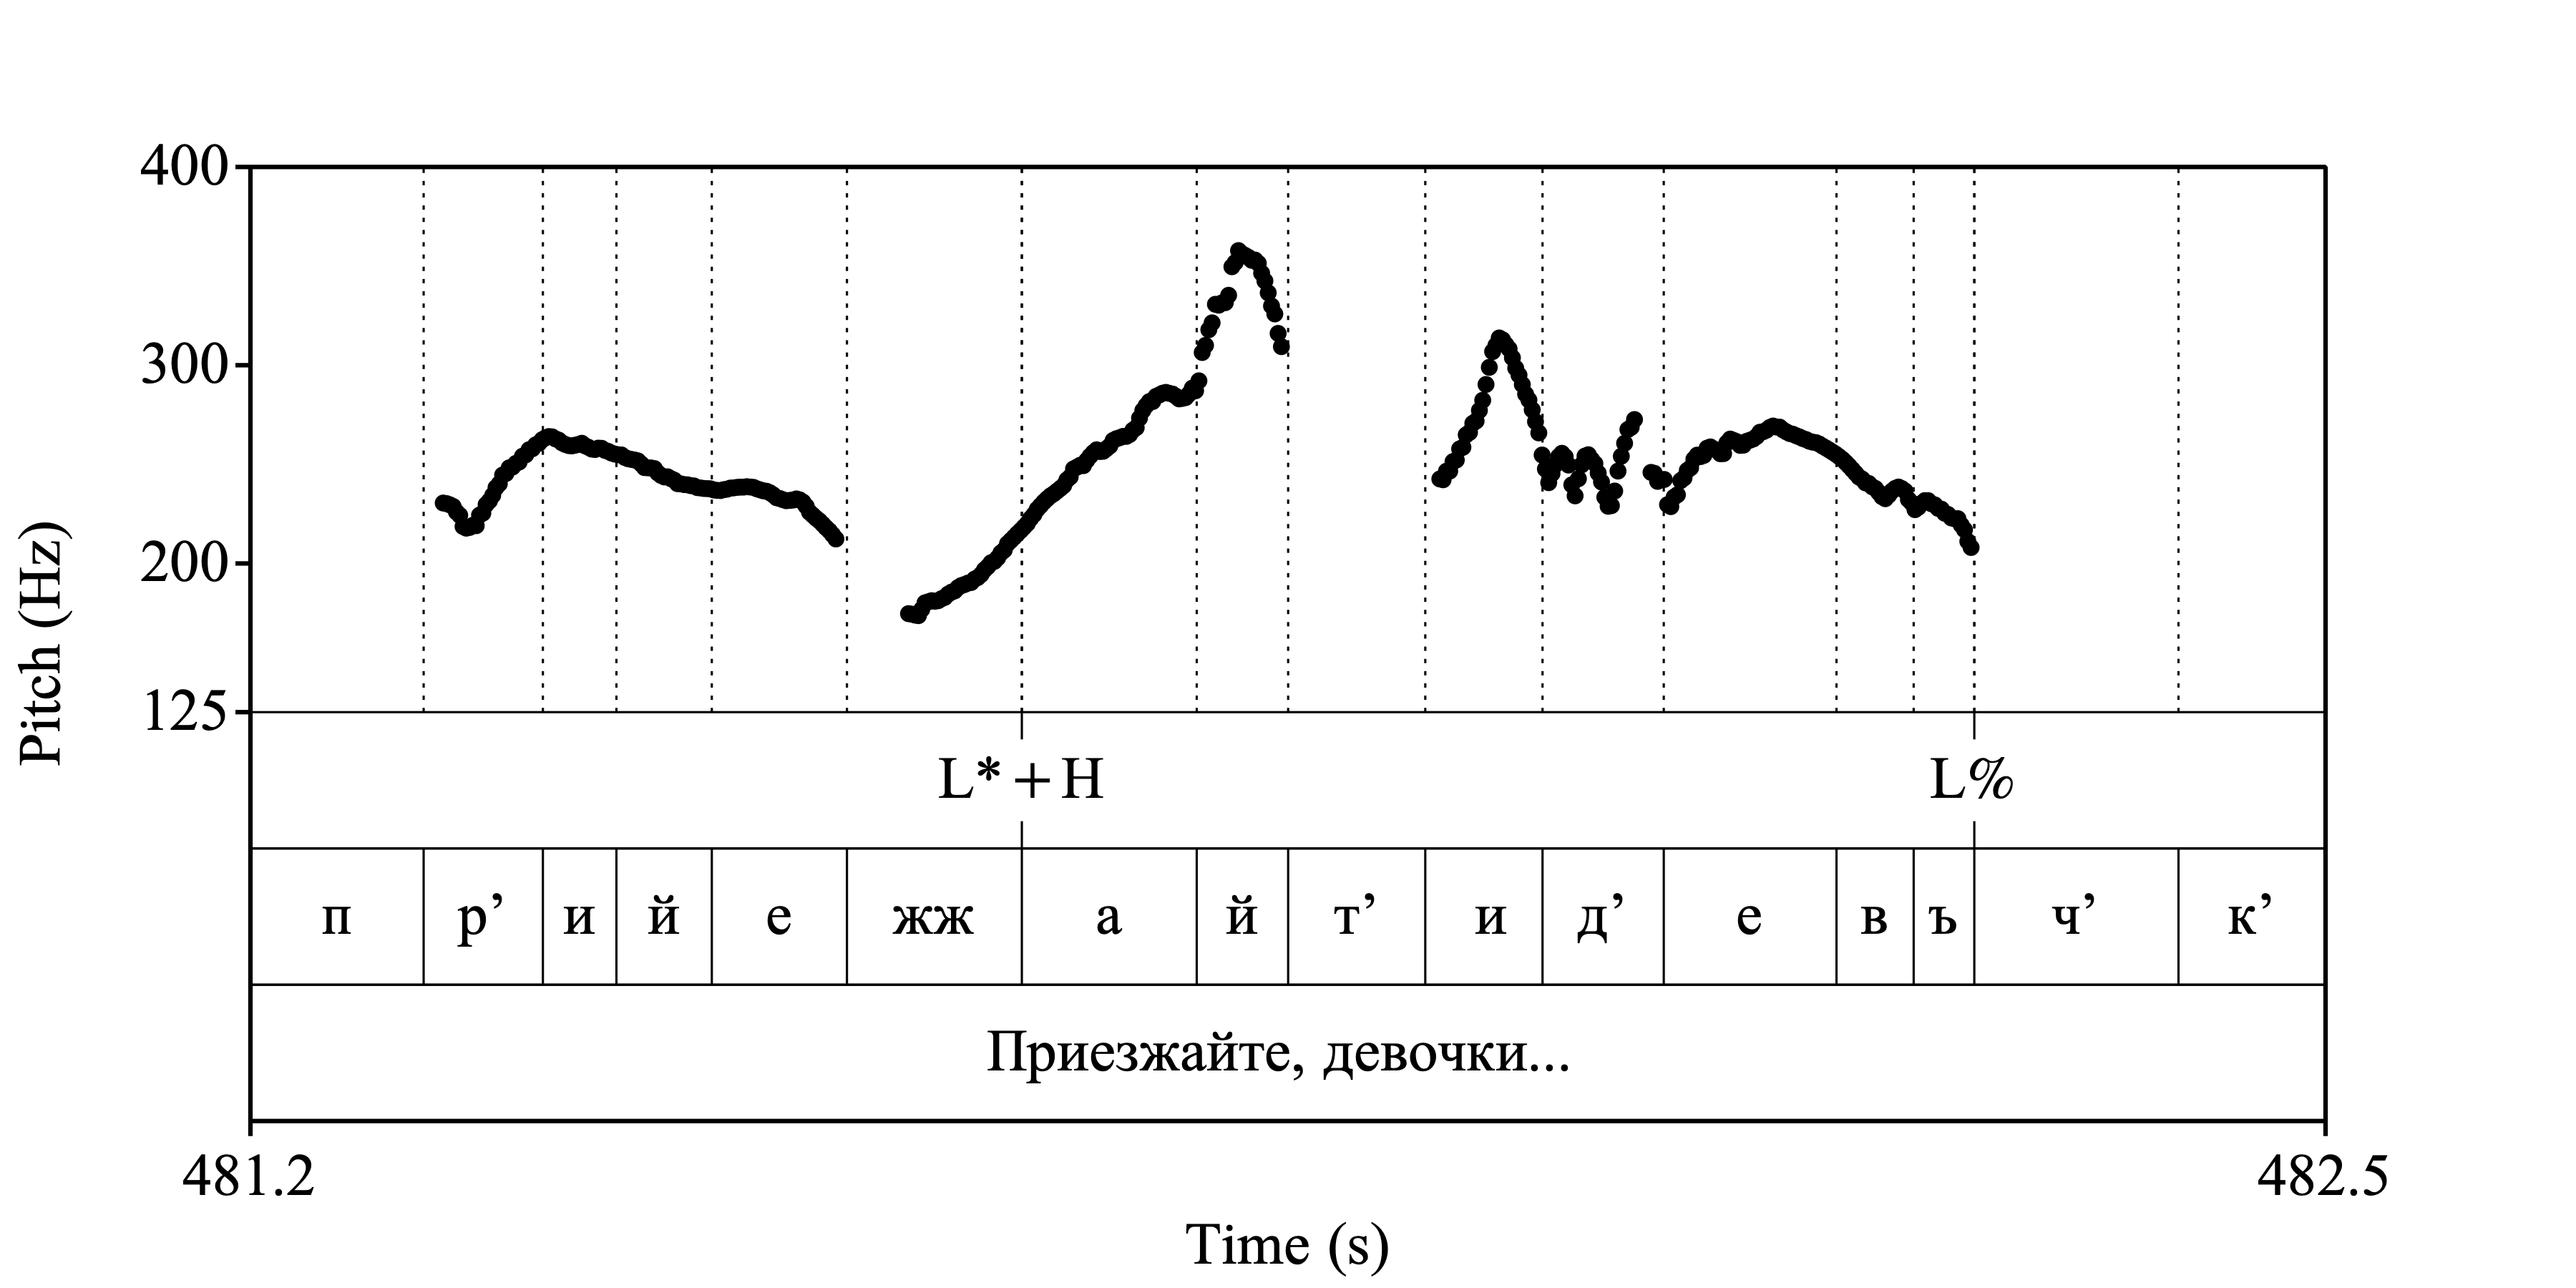 400
300
200
125
Pitch (Hz)
L*+H L%
п р’ и й е жж а й т’ и д’ е в ъ ч’ к’
Приезжайте, девочки...
481.2 482.5
Time (s)